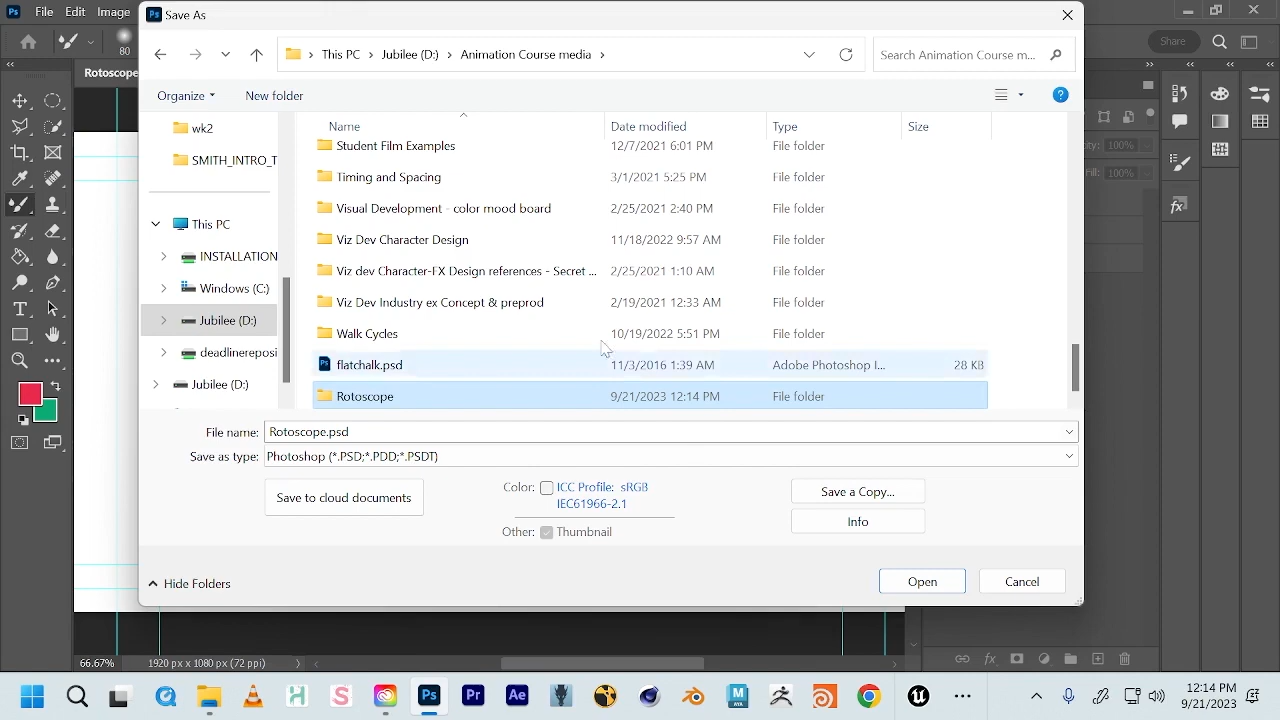 File Edit Image
Save As
This PC > Jubilee (D:) > Animation Course media >
Search Animation Course m...
Share
80
Organize
New folder
Rotoscope
Name
Date modified
Type
Size
wk2
SMITH_INTRO_T
This PC
INSTALLATION
Windows (C:)
Jubilee (D:)
deadlinereposi
Jubilee (D:)
Student Film Examples 12/7/2021 6:01 PM File folder
Timing and Spacing 3/1/2021 5:25 PM File folder
Visual Development - color mood board 2/25/2021 2:40 PM File folder
Viz Dev Character Design 11/18/2022 9:57 AM File folder
Viz dev Character-FX Design references - Secret ... 2/25/2021 1:10 AM File folder
Viz Dev Industry ex Concept & preprod 2/19/2021 12:33 AM File folder
Walk Cycles 10/19/2022 5:51 PM File folder
flatchalk.psd 11/3/2016 1:39 AM Adobe Photoshop I... 28 KB
Rotoscope 9/21/2023 12:14 PM File folder
100%
Fill: 100%
File name: Rotoscope.psd
Save as type: Photoshop (*.PSD;*.PDD;*.PSDT)
Save to cloud documents
Color: ICC Profile: sRGB
IEC61966-2.1
Other: Thumbnail
Save a Copy...
Info
Hide Folders
Open
Cancel
66.67% 1920 px x 1080 px (72 ppi)
12:14 PM
9/21/2023